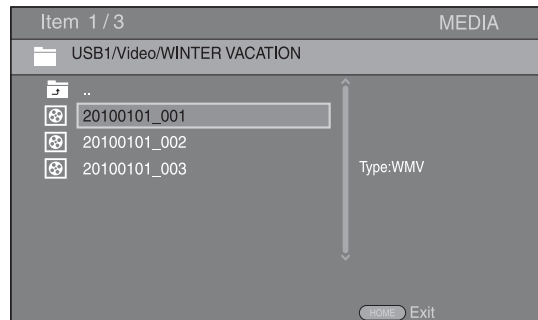 Item 1/3 MEDIA
USB1/Video/WINTER VACATION
..
20100101_001
20100101_002
20100101_003
Type:WMV
HOME Exit